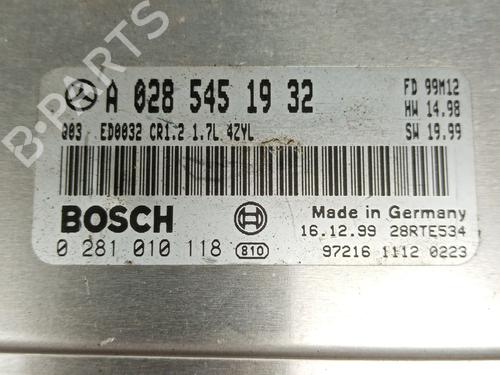 A 028 545 19 32
FD 99M12
HW 14.98
Q03 ED0032 CR1.2 1.7L 4ZYL
SW 19.99
BOSCH
Made in Germany
16.12.99 28RTE534
0 281 010 118 810
97216 1112 0223
B-PARTS